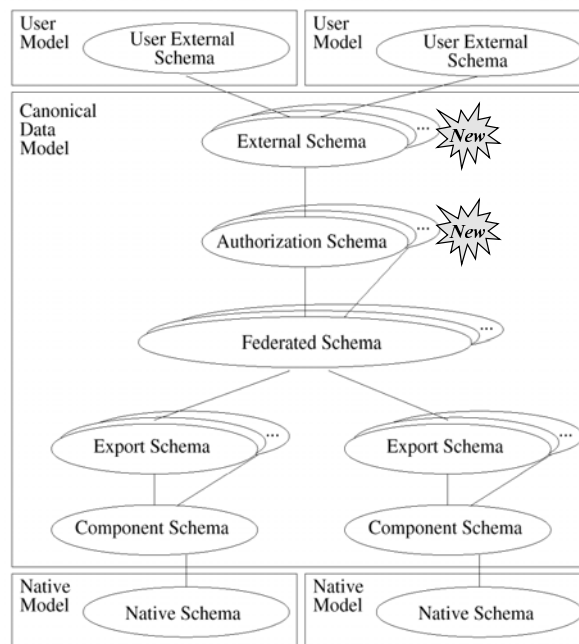 User
Model
User External
Schema
User
Model
User External
Schema
Canonical
Data
Model
External Schema
...
New
Authorization Schema
...
New
Federated Schema
...
Export Schema
...
Export Schema
...
Component Schema
Component Schema
Native
Model
Native Schema
Native
Model
Native Schema